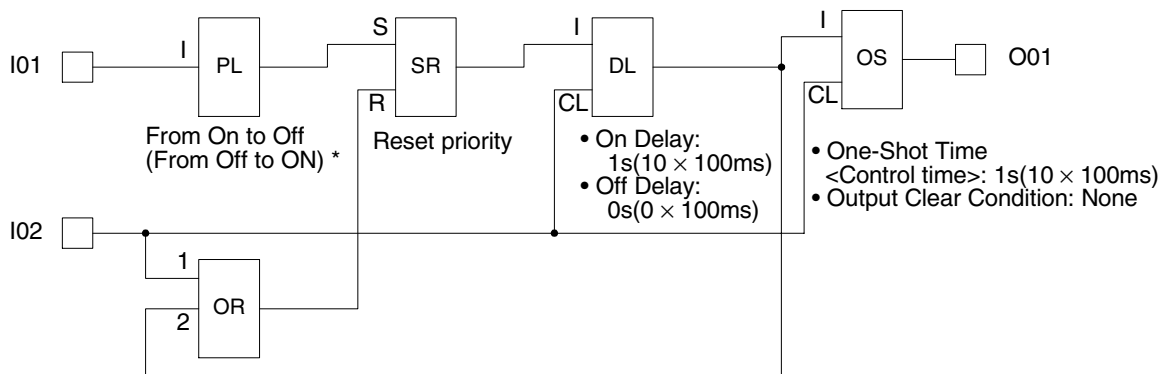 I01
I
PL
From On to Off
(From Off to ON) *
S
R
SR
Reset priority
I
CL
DL
• On Delay:
1s(10 × 100ms)
• Off Delay:
0s(0 × 100ms)
I
CL
OS
O01
• One-Shot Time
<Control time>: 1s(10 × 100ms)
• Output Clear Condition: None
I02
1
2
OR